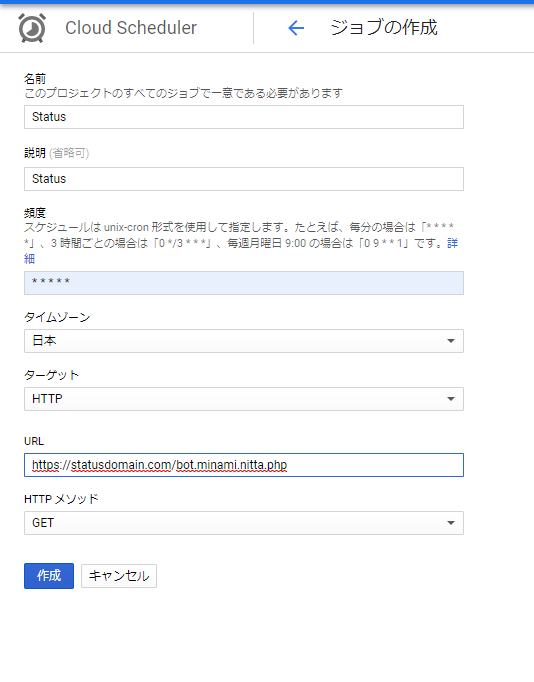 Cloud Scheduler
ジョブの作成
名前
このプロジェクトのすべてのジョブで一意である必要があります
Status
説明 (省略可)
Status
頻度
スケジュールは unix-cron 形式を使用して指定します。たとえば、毎分の場合は「* * * *
*」、3 時間ごとの場合は「0 */3 * * *」、毎週月曜日 9:00 の場合は「0 9 * * 1」です。詳
細
* * * * *
タイムゾーン
日本
ターゲット
HTTP
URL
https://statusdomain.com/bot.minami.nitta.php
HTTP メソッド
GET
作成
キャンセル